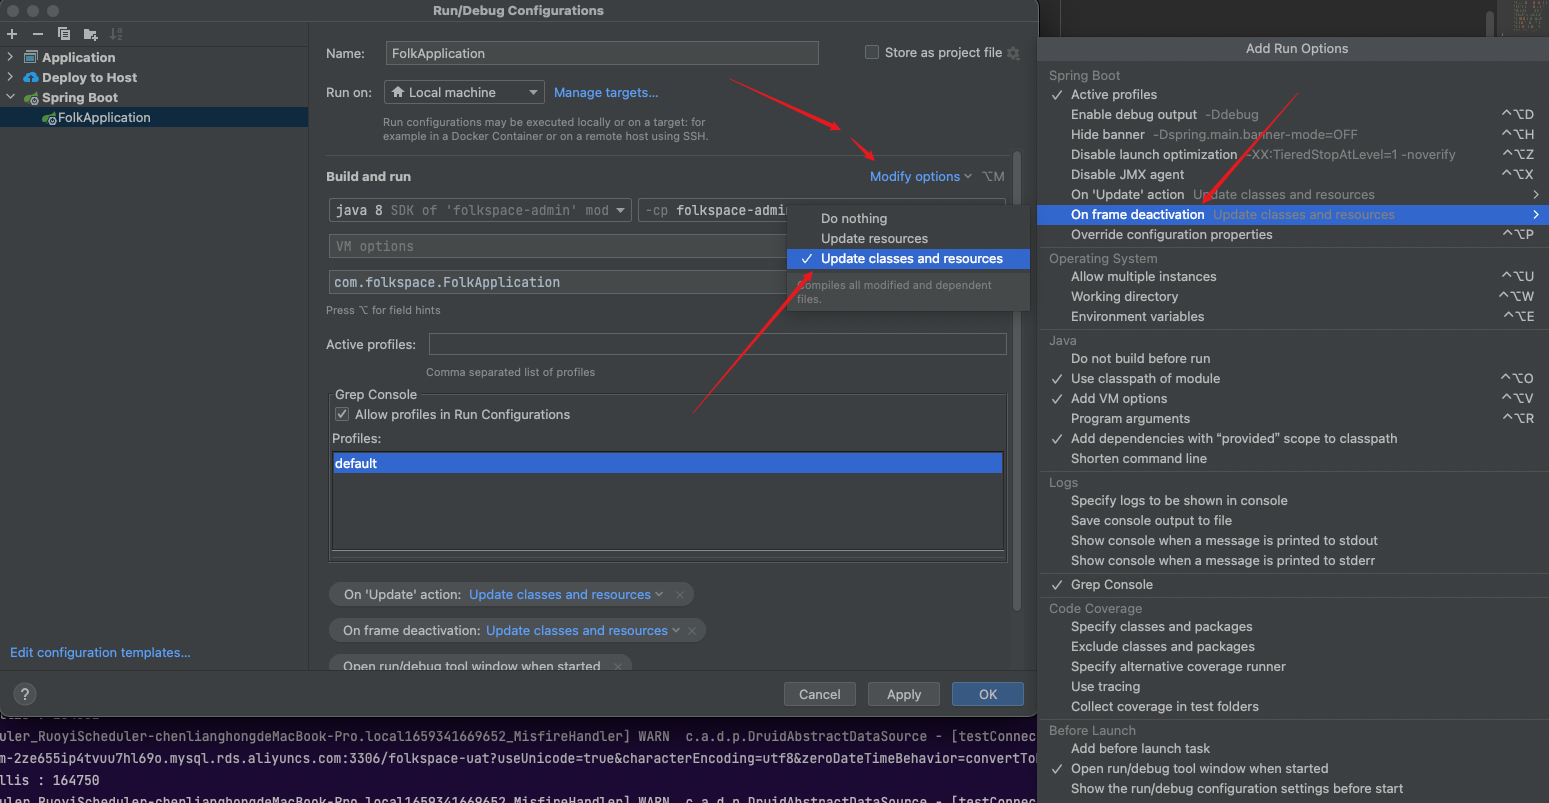 Run/Debug Configurations
Application
Deploy to Host
Spring Boot
FolkApplication
Edit configuration templates...
Name:
FolkApplication
Store as project file
Run on:
Local machine
Manage targets...
Run configurations may be executed locally or on a target: for
example in a Docker Container or on a remote host using SSH.
Build and run
Modify options
⌥M
java 8 SDK of 'folkspace-admin' mod
-cp folkspace-admi
VM options
com.folkspace.FolkApplication
Press ⌥ for field hints
Do nothing
Update resources
✓ Update classes and resources
Compiles all modified and dependent
files.
Active profiles:
Comma separated list of profiles
Grep Console
Allow profiles in Run Configurations
Profiles:
default
On 'Update' action: Update classes and resources
On frame deactivation: Update classes and resources
Open run/debug tool window when started
?
Cancel
Apply
OK
Add Run Options
Spring Boot
✓ Active profiles
Enable debug output -Ddebug ^⌥D
Hide banner -Dspring.main.banner-mode=OFF ^⌥H
Disable launch optimization -XX:TieredStopAtLevel=1 -noverify ^⌥Z
Disable JMX agent ^⌥X
On 'Update' action Update classes and resources
On frame deactivation Update classes and resources
Override configuration properties ^⌥P
Operating System
Allow multiple instances ^⌥U
Working directory ^⌥W
Environment variables ^⌥E
Java
Do not build before run
✓ Use classpath of module ^⌥O
✓ Add VM options ^⌥V
Program arguments ^⌥R
✓ Add dependencies with “provided” scope to classpath
Shorten command line
Logs
Specify logs to be shown in console
Save console output to file
Show console when a message is printed to stdout
Show console when a message is printed to stderr
✓ Grep Console
Code Coverage
Specify classes and packages
Exclude classes and packages
Specify alternative coverage runner
Use tracing
Collect coverage in test folders
Before Launch
Add before launch task
✓ Open run/debug tool window when started
Show the run/debug configuration settings before start
uler_RuoyiScheduler-chenlianghongdeMacBook-Pro.local1659341669652_MisfireHandler] WARN c.a.d.p.DruidAbstractDataSource - [testConnec
m-2ze655ip4tvuu7hl69o.mysql.rds.aliyuncs.com:3306/folkspace-uat?useUnicode=true&characterEncoding=utf8&zeroDateTimeBehavior=convertTo
llis : 164750
uler_RuoyiScheduler-chenlianghongdeMacBook-Pro.local1659341669652_MisfireHandler] WARN c.a.d.p.DruidAbstractDataSource - [testConnec